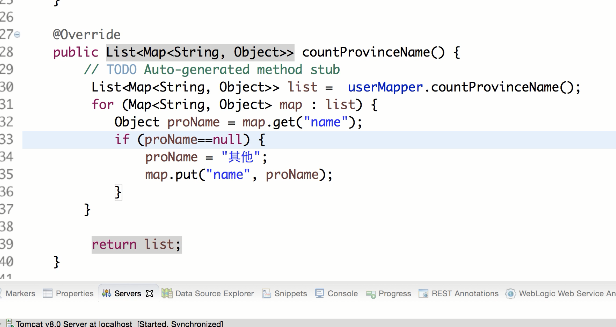 25 }
26
27 @Override
28 public List<Map<String, Object>> countProvinceName() {
29 // TODO Auto-generated method stub
30 List<Map<String, Object>> list = userMapper.countProvinceName();
31 for (Map<String, Object> map : list) {
32 Object proName = map.get("name");
33 if (proName==null) {
34 proName = "其他";
35 map.put("name", proName);
36 }
37 }
38
39 return list;
40 }
41
Markers Properties Servers Data Source Explorer Snippets Console Progress REST Annotations WebLogic Web Service An
Tomcat v8.0 Server at localhost [Started, Synchronized]